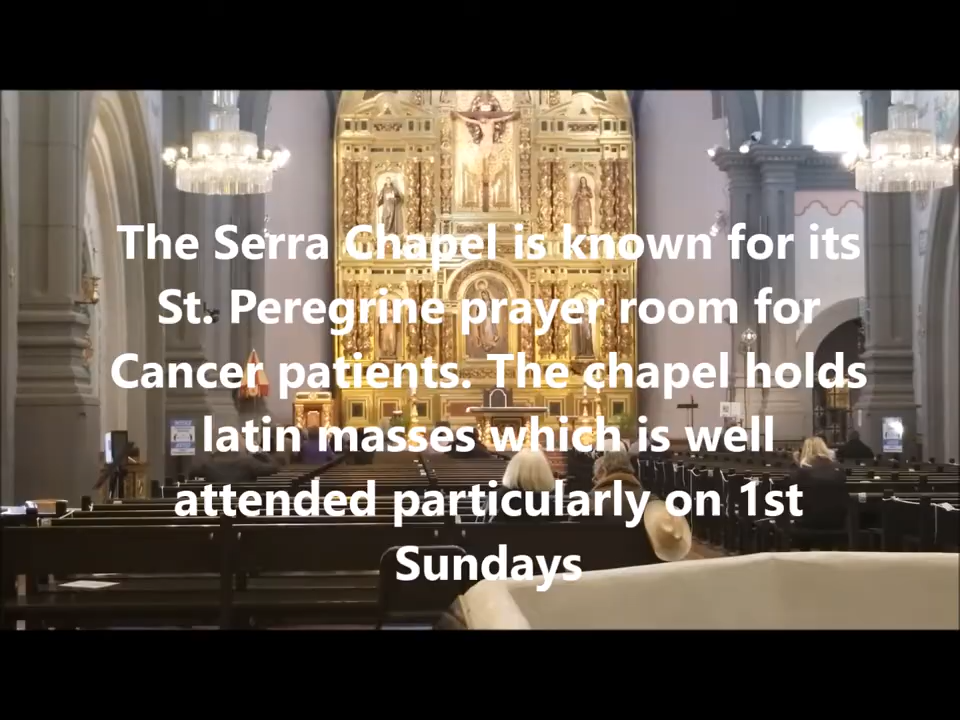 The Serra Chapel is known for its
St. Peregrine prayer room for
Cancer patients. The chapel holds
latin masses which is well
attended particularly on 1st
Sundays